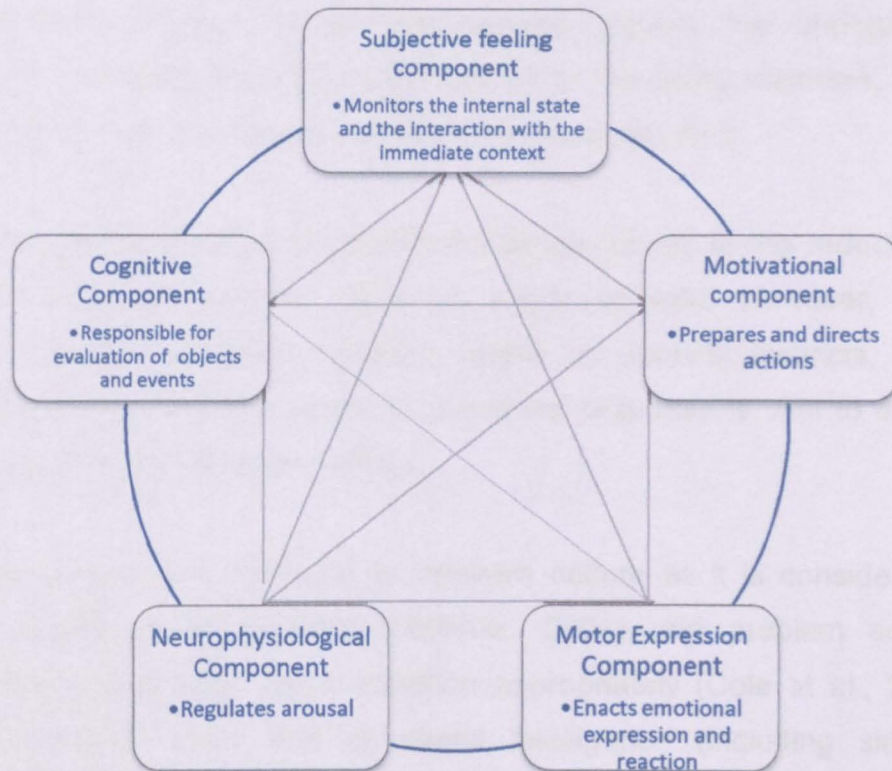 Subjective feeling
component
•Monitors the internal state
and the interaction with the
immediate context
Cognitive
Component
•Responsible for
evaluation of objects
and events
Motivational
component
•Prepares and directs
actions
Neurophysiological
Component
•Regulates arousal
Motor Expression
Component
•Enacts emotional
expression and
reaction